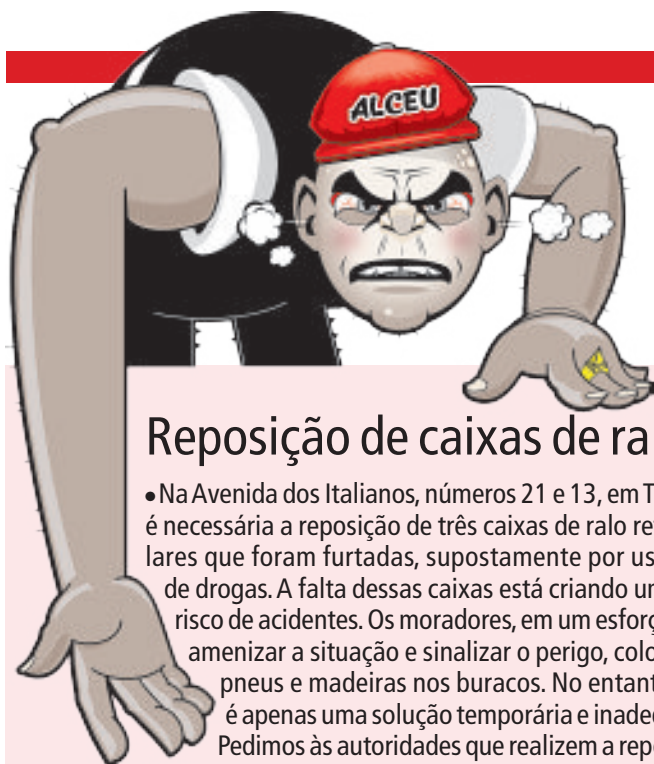 ALCEU
Reposição de caixas de ra
• Na Avenida dos Italianos, números 21 e 13, em T
é necessária a reposição de três caixas de ralo re
lares que foram furtadas, supostamente por us
de drogas. A falta dessas caixas está criando u
risco de acidentes. Os moradores, em um esforç
amenizar a situação e sinalizar o perigo, colo
pneus e madeiras nos buracos. No entant
é apenas uma solução temporária e inade
Pedimos às autoridades que realizem a rep